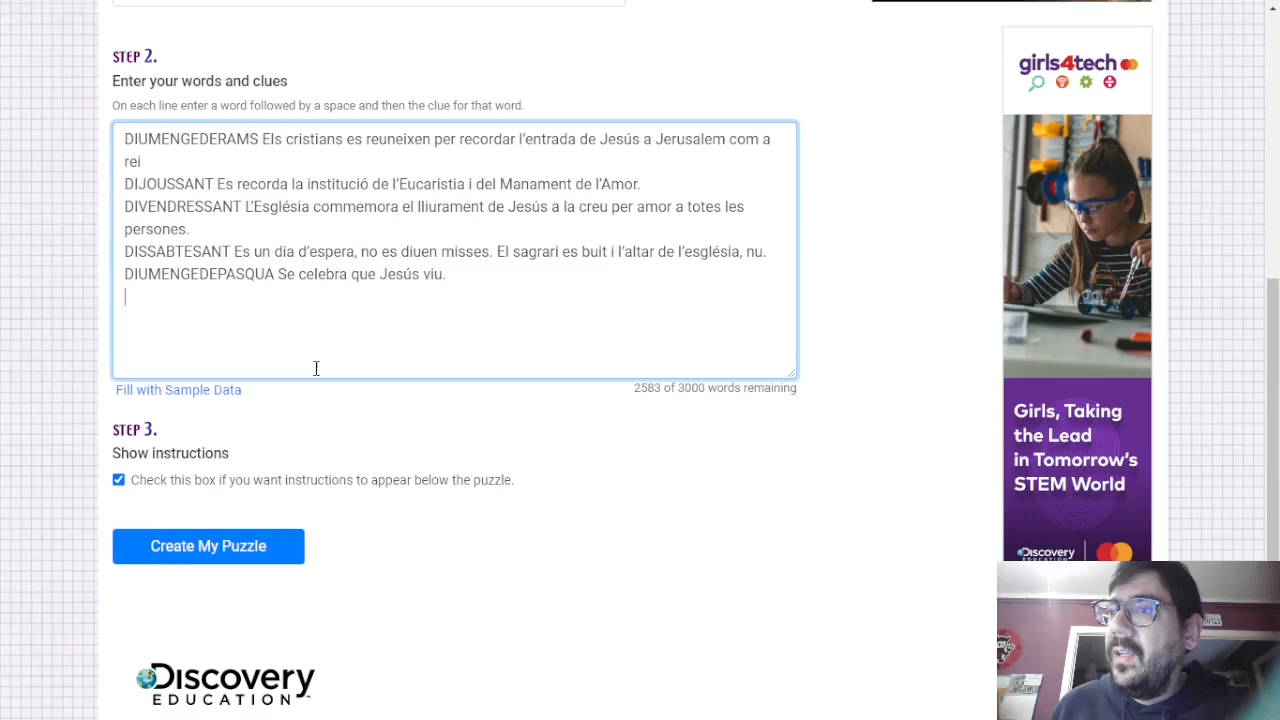 STEP 2.
Enter your words and clues
On each line enter a word followed by a space and then the clue for that word.
DIUMENGEDERAMS Els cristians es reuneixen per recordar l’entrada de Jesús a Jerusalem com a
rei
DIJOUSSANT Es recorda la institució de l’Eucaristia i del Manament de l’Amor.
DIVENDRESSANT L’Església commemora el lliurament de Jesús a la creu per amor a totes les
persones.
DISSABTESANT Es un dia d’espera, no es diuen misses. El sagrari es buit i l’altar de l’església, nu.
DIUMENGEDEPASQUA Se celebra que Jesús viu.
Fill with Sample Data
2583 of 3000 words remaining
STEP 3.
Show instructions
Check this box if you want instructions to appear below the puzzle.
Create My Puzzle
Discovery
EDUCATION
girls4tech
Girls, Taking
the Lead
in Tomorrow’s
STEM World
Discovery
EDUCATION